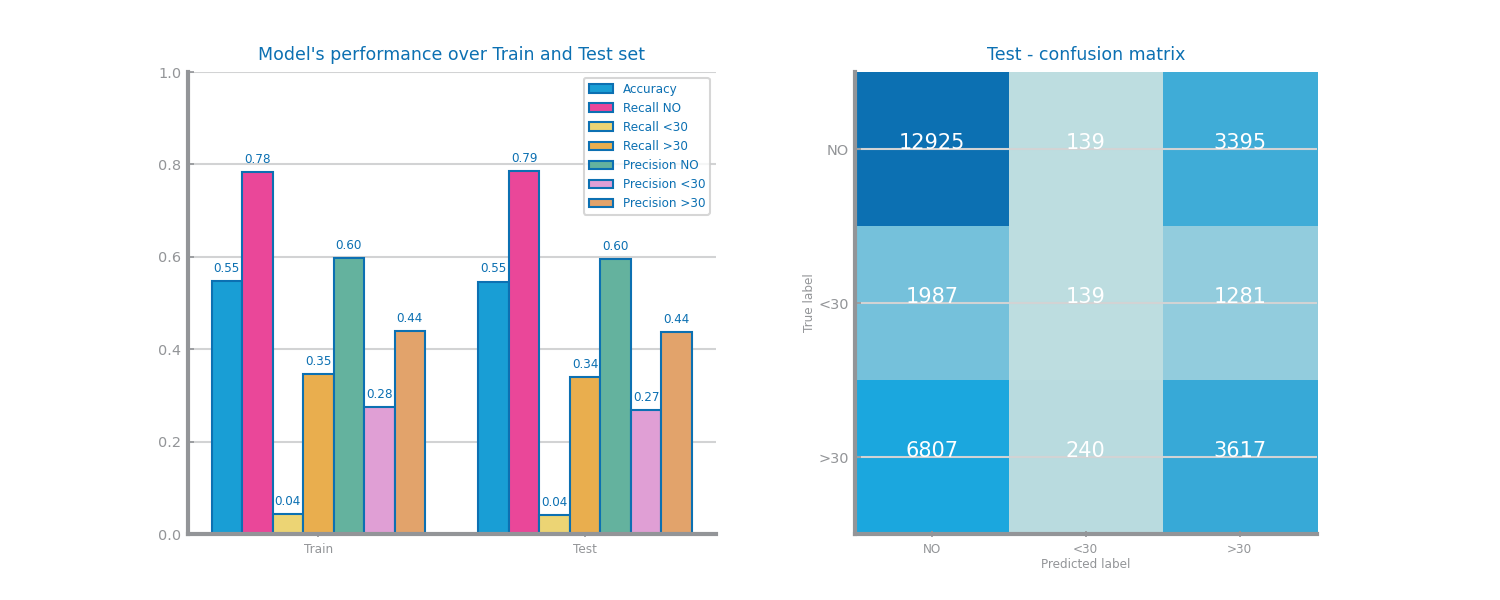 Model's performance over Train and Test set
1.0
0.8
0.6
0.4
0.2
0.0
Accuracy
Recall NO
Recall <30
Recall >30
Precision NO
Precision <30
Precision >30
0.55
0.78
0.04
0.35
0.60
0.28
0.44
0.55
0.79
0.04
0.34
0.60
0.27
0.44
Train
Test
Test - confusion matrix
True label
NO
12925
139
3395
<30
1987
139
1281
>30
6807
240
3617
NO
<30
>30
Predicted label